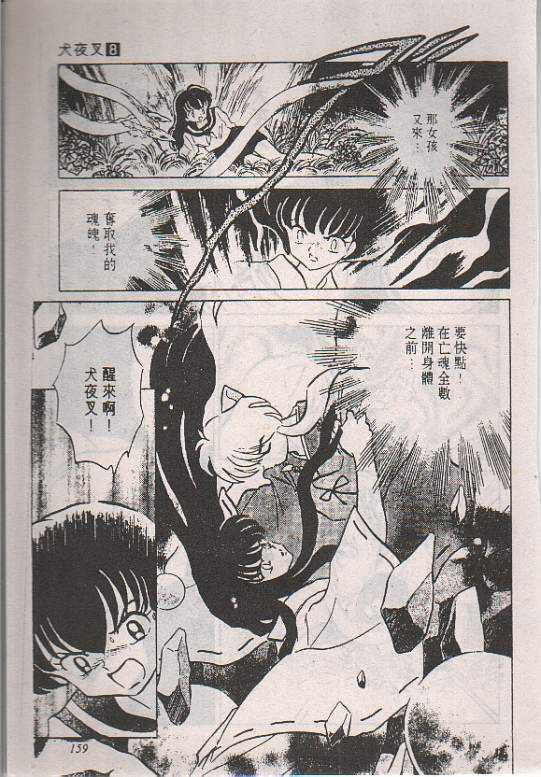 犬夜叉8
那女孩
又來…
奪取我的
魂魄！
要快點！
在亡魂全數
離開身體
之前…
醒來啊！
犬夜叉！
159